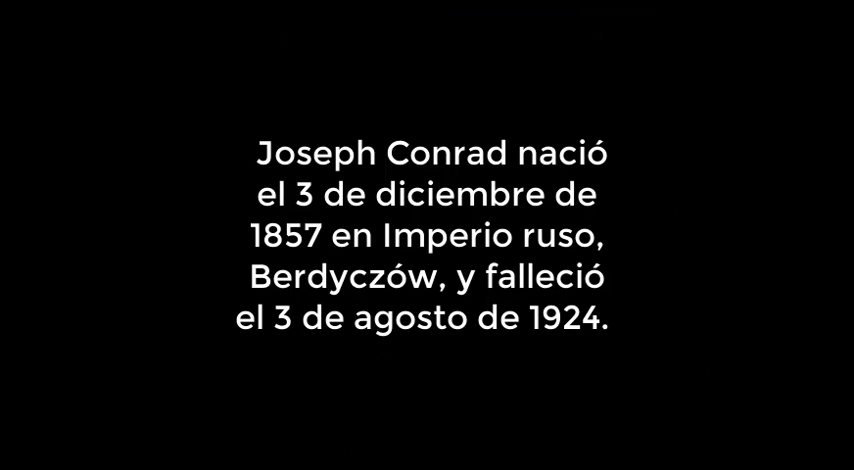 Joseph Conrad nació
el 3 de diciembre de
1857 en Imperio ruso,
Berdyczów, y falleció
el 3 de agosto de 1924.